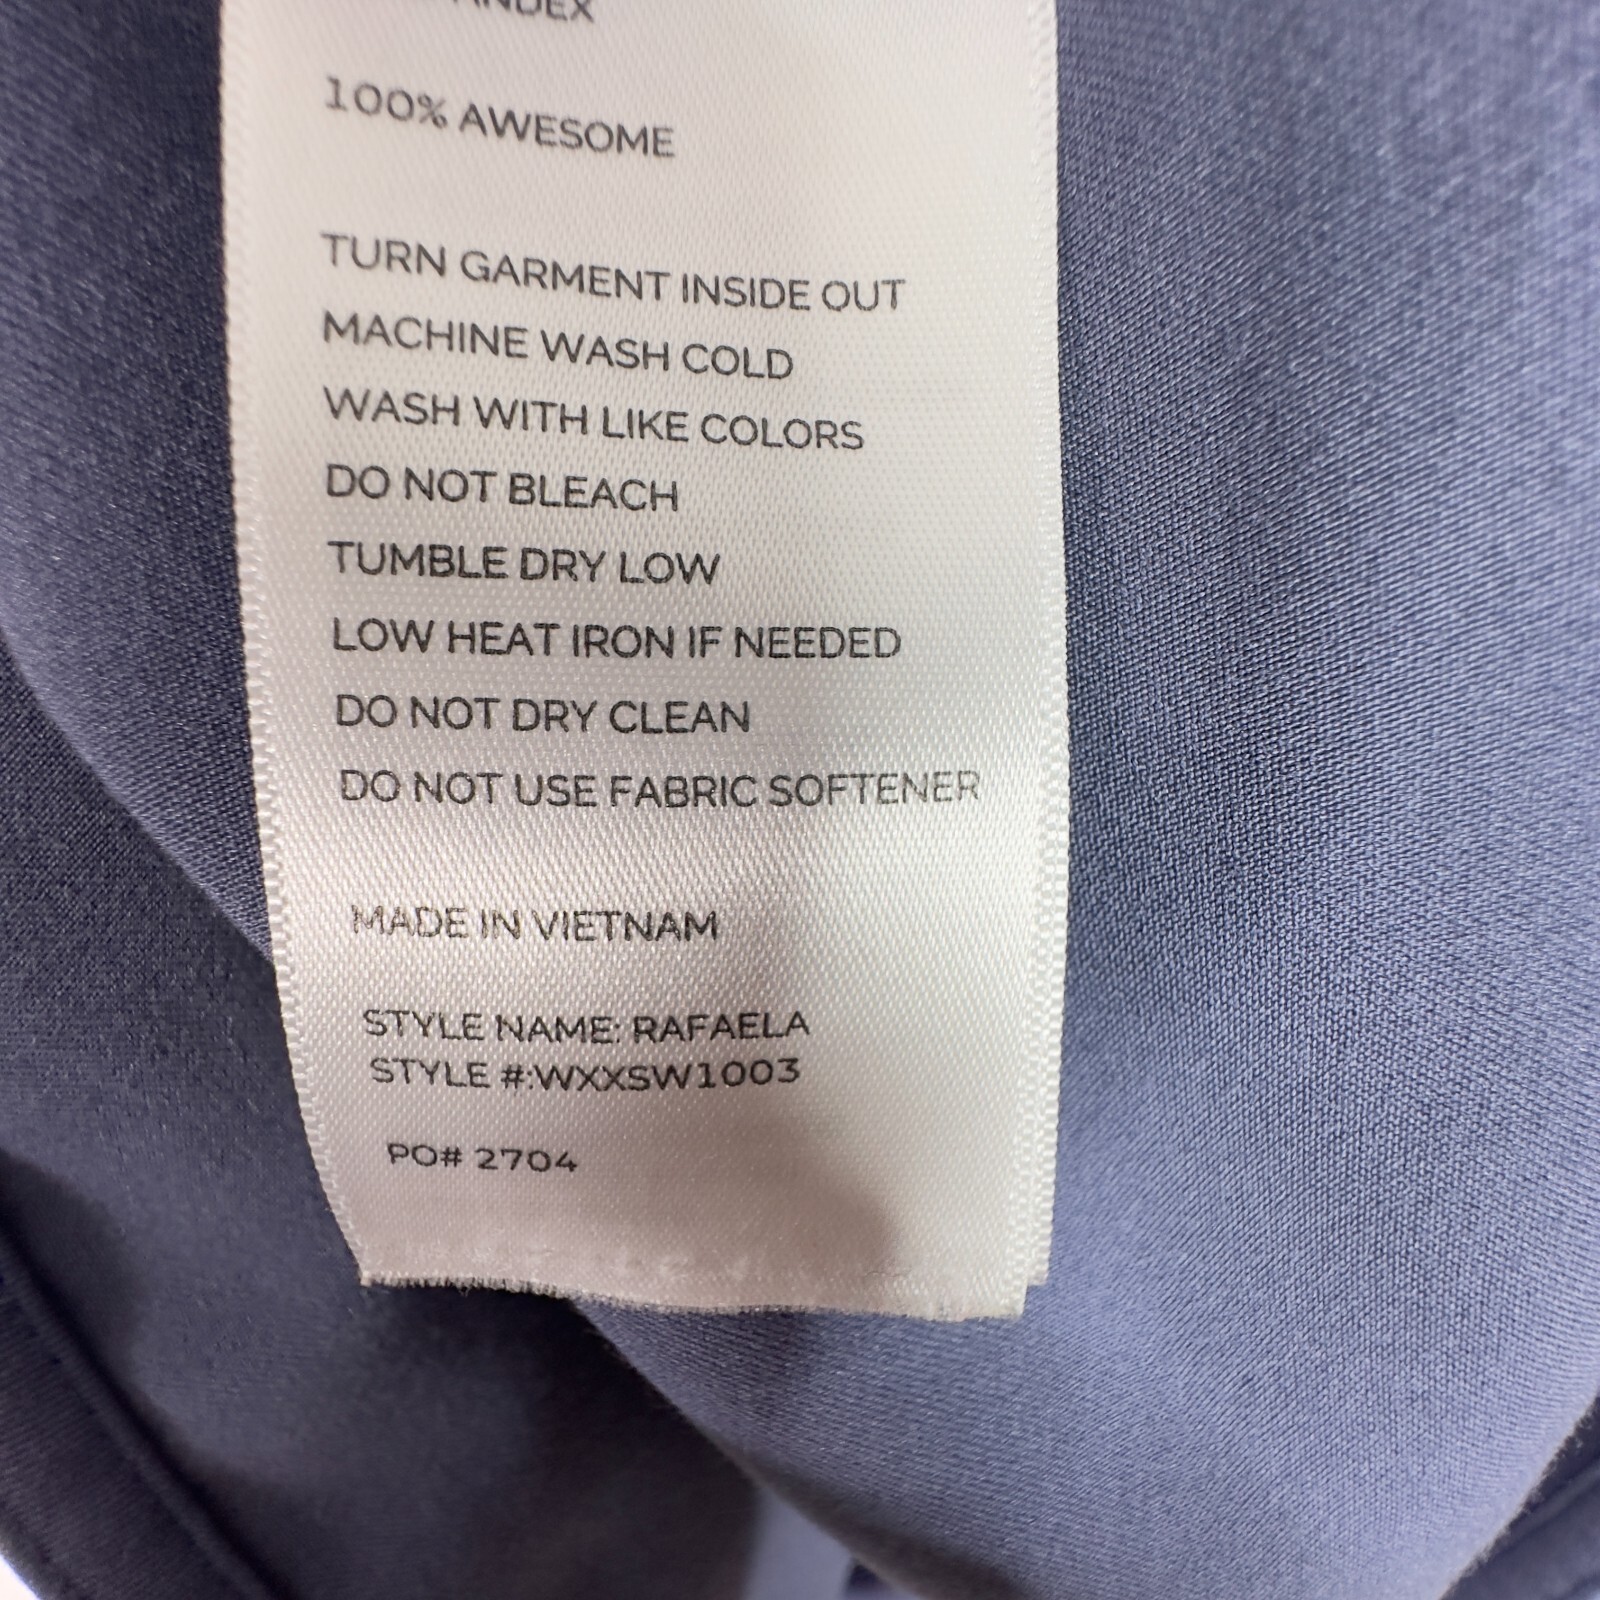 100% AWESOME
TURN GARMENT INSIDE OUT
MACHINE WASH COLD
WASH WITH LIKE COLORS
DO NOT BLEACH
TUMBLE DRY LOW
LOW HEAT IRON IF NEEDED
DO NOT DRY CLEAN
DO NOT USE FABRIC SOFTENER
MADE IN VIETNAM
STYLE NAME: RAFAELA
STYLE #:WXXSW1003
PO# 2704